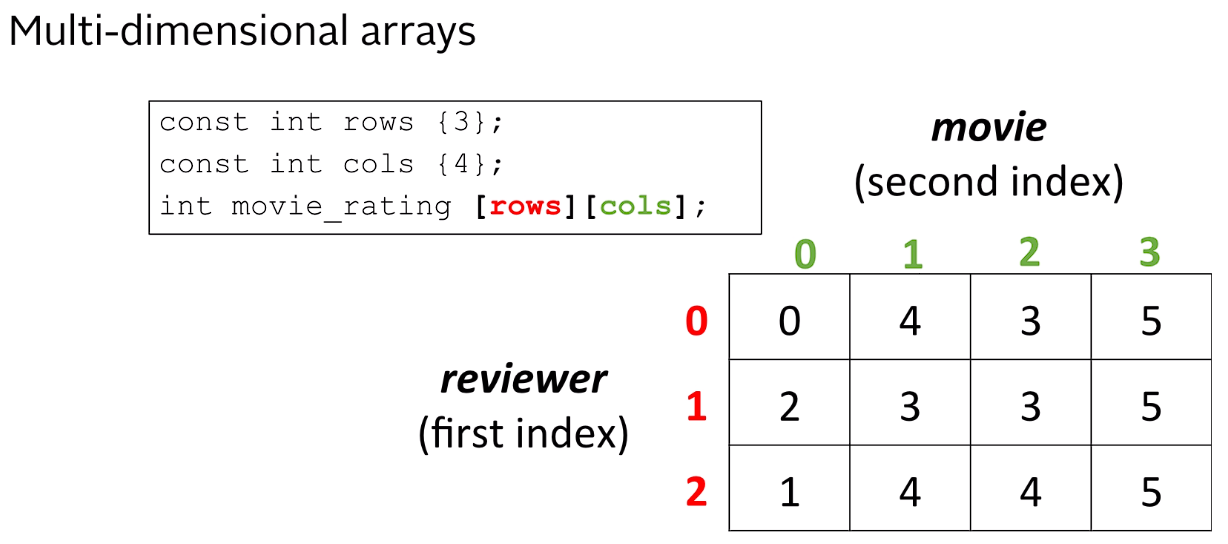 Multi-dimensional arrays
const int rows {3};
const int cols {4};
int movie_rating [rows][cols];
movie
(second index)
0 1 2 3
0 0 4 3 5
reviewer
(first index)
1 2 3 3 5
2 1 4 4 5